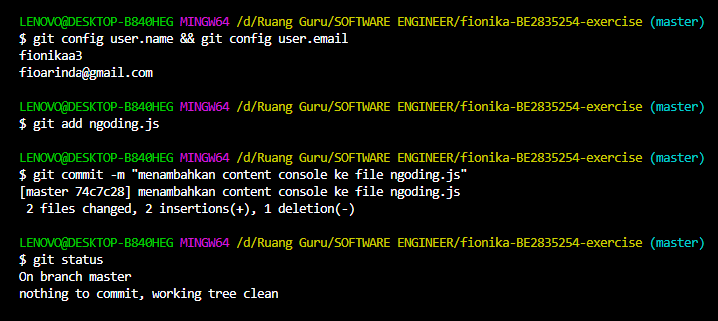 LENOVO@DESKTOP-B840HEG MINGW64 /d/Ruang Guru/SOFTWARE ENGINEER/fionika-BE2835254-exercise (master)
$ git config user.name && git config user.email
fionikaa3
fioarinda@gmail.com
LENOVO@DESKTOP-B840HEG MINGW64 /d/Ruang Guru/SOFTWARE ENGINEER/fionika-BE2835254-exercise (master)
$ git add ngoding.js
LENOVO@DESKTOP-B840HEG MINGW64 /d/Ruang Guru/SOFTWARE ENGINEER/fionika-BE2835254-exercise (master)
$ git commit -m "menambahkan content console ke file ngoding.js"
[master 74c7c28] menambahkan content console ke file ngoding.js
 2 files changed, 2 insertions(+), 1 deletion(-)
LENOVO@DESKTOP-B840HEG MINGW64 /d/Ruang Guru/SOFTWARE ENGINEER/fionika-BE2835254-exercise (master)
$ git status
On branch master
nothing to commit, working tree clean